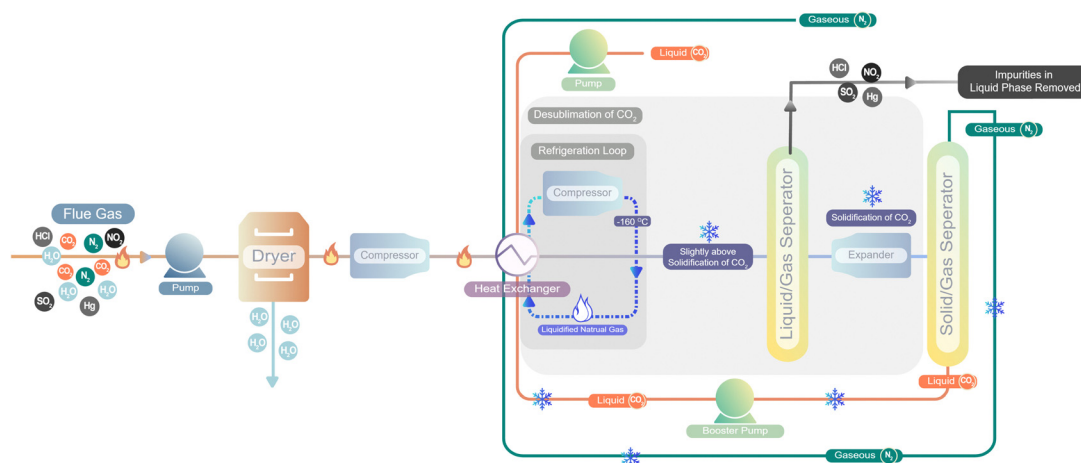 Gaseous N₂
Liquid CO₂
Pump
HCl
NO₂
SO₂
Hg
Impurities in
Liquid Phase Removed
Gaseous N₂
Desublimation of CO₂
Refrigeration Loop
Compressor
-160 ⁰C
Flue Gas
HCl
CO₂
N₂
NO₂
H₂O
CO₂
N₂
CO₂
H₂O
H₂O
SO₂
Hg
Pump
Dryer
H₂O
H₂O
H₂O
H₂O
Compressor
Heat Exchanger
Liquidified Natrual Gas
Slightly above
Solidification of CO₂
Liquid/Gas Seperator
Solidification of CO₂
Expander
Solid/Gas Seperator
Liquid CO₂
Liquid CO₂
Booster Pump
Gaseous N₂